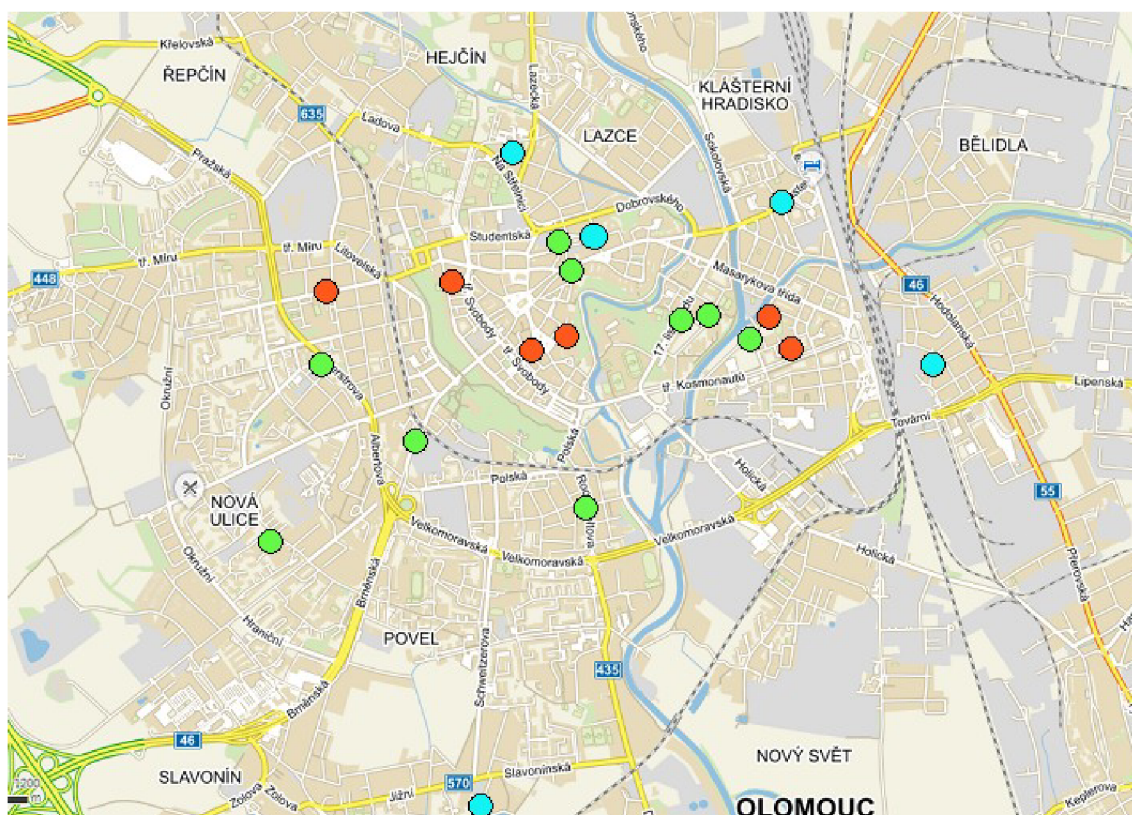 Křelovská
ŘEPČÍN
HEJČÍN
Lazecká
KLÁŠTERNÍ
HRADISKO
635
Ladova
LAZCE
BĚLIDLA
Pražská
Na Střelnici
Sokolovská
Dobrovského
Studentská
tř. Míru
tř. Míru
Litovelská
448
Masarykova třída
46
Hodolanská
tř. Svobody
tř. Svobody
tř. Kosmonautů
Lipenská
Okružní
Tovární
Albertova
Polská
Polská
Holická
55
NOVÁ
ULICE
Velkomoravská
Velkomoravská
Velkomoravská
Holická
Okružní
Brněnská
Přerovská
Hraniční
POVEL
Schweitzerova
435
Brněnská
46
NOVÝ SVĚT
SLAVONÍN
570
Slavonínská
Zolova
Zolova
Jižní
OLOMOUC
Keplerova